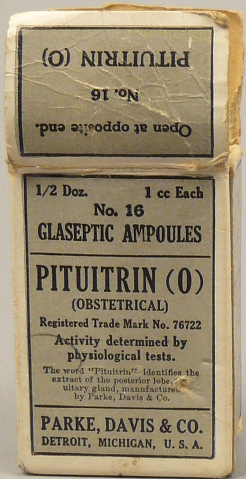 Open at opposite end.
No. 16
PITUITRIN (O)
1/2 Doz. 1 cc Each
No. 16
GLASEPTIC AMPOULES
PITUITRIN (O)
(OBSTETRICAL)
Registered Trade Mark No. 76722
Activity determined by
physiological tests.
The word "Pituitrin" identifies the
extract of the posterior lobe,
uitary gland, manufactured
by Parke, Davis & Co.
PARKE, DAVIS & CO.
DETROIT, MICHIGAN, U. S. A.